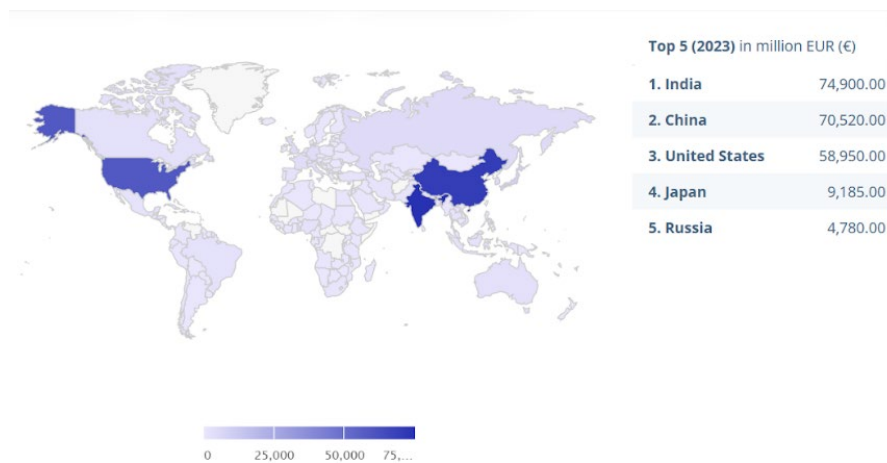 Top 5 (2023) in million EUR (€)
1. India 74,900.00
2. China 70,520.00
3. United States 58,950.00
4. Japan 9,185.00
5. Russia 4,780.00
0 25,000 50,000 75,...